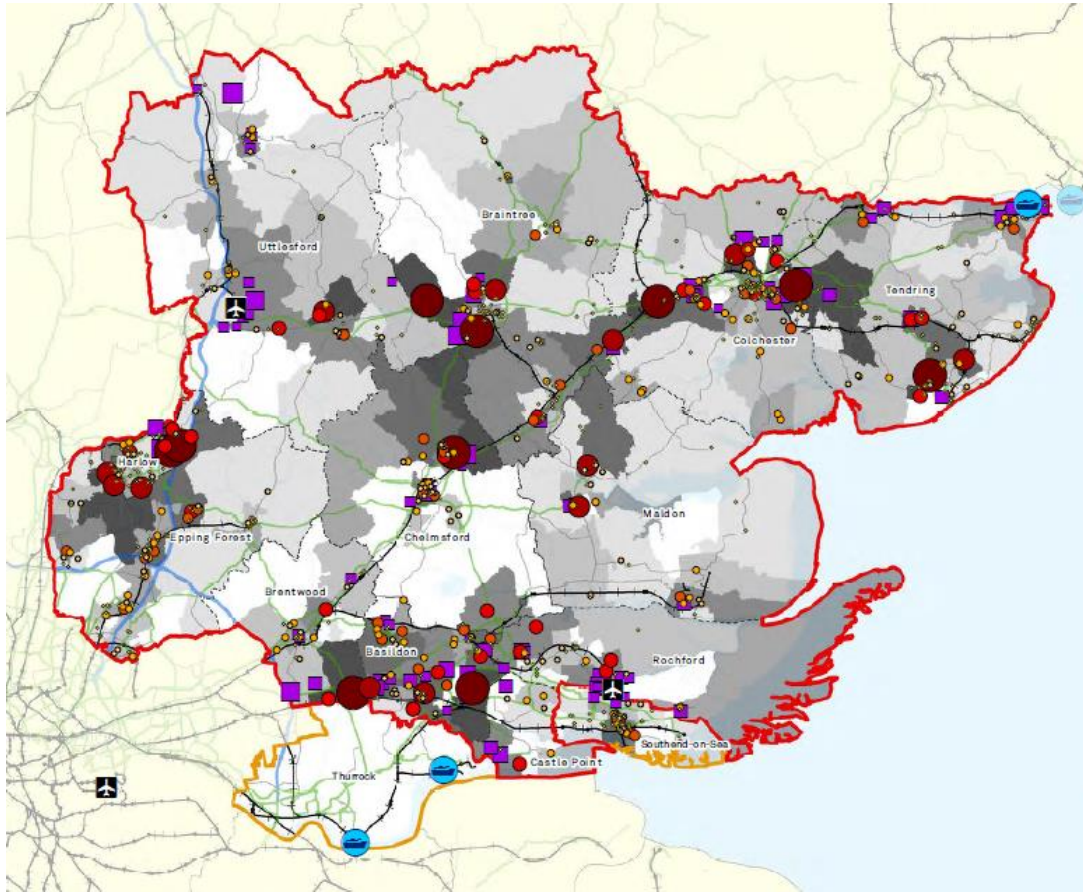 Braintree
Uttlesford
Tendring
Colchester
Harlow
Maldon
Epping Forest
Chelmsford
Brentwood
Basildon
Rochford
Southend-on-Sea
Castle Point
Thurrock